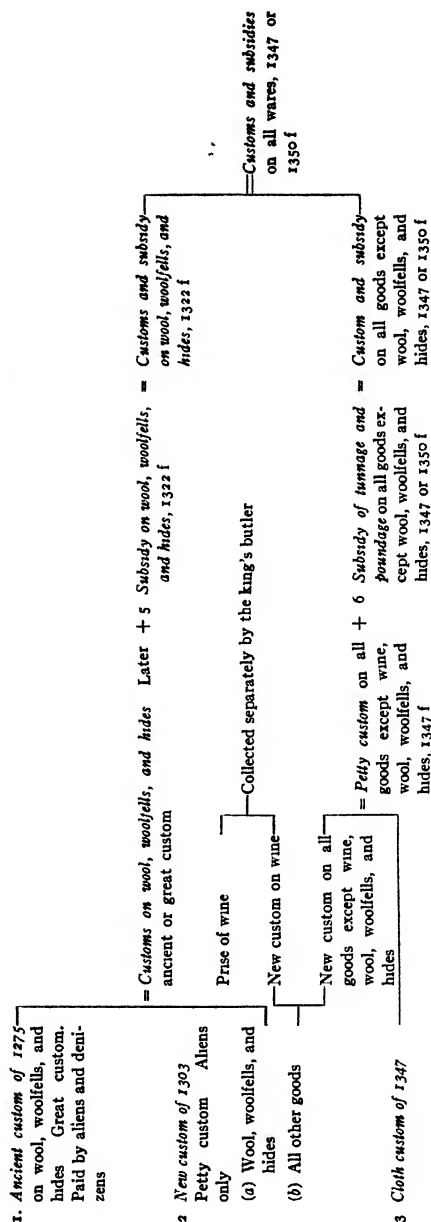 1. Ancient custom of 1275
on wool, woolfells, and
hides Great custom.
Paid by aliens and deni-
zens
2 New custom of 1303
Petty custom Aliens
only
(a) Wool, woolfells, and
hides
(b) All other goods
3 Cloth custom of 1347
= Customs on wool, woolfells, and hides
ancient or great custom
Prise of wine
New custom on wine
New custom on all
goods except wine,
wool, woolfells, and
hides
Collected separately by the king's butler
= Petty custom on all
goods except wine,
wool, woolfells, and
hides, 1347 f
Later + 5 Subsidy on wool, woolfells,
and hides, 1322 f
+ 6 Subsidy of tunnage and
poundage on all goods ex-
cept wool, woolfells, and
hides, 1347 or 1350 f
= Customs and subsidy
on wool, woolfells, and
hides, 1322 f
= Custom and subsidy
on all goods except
wool, woolfells, and
hides, 1347 or 1350 f
=Customs and subsidies
on all wares, 1347 or
1350 f